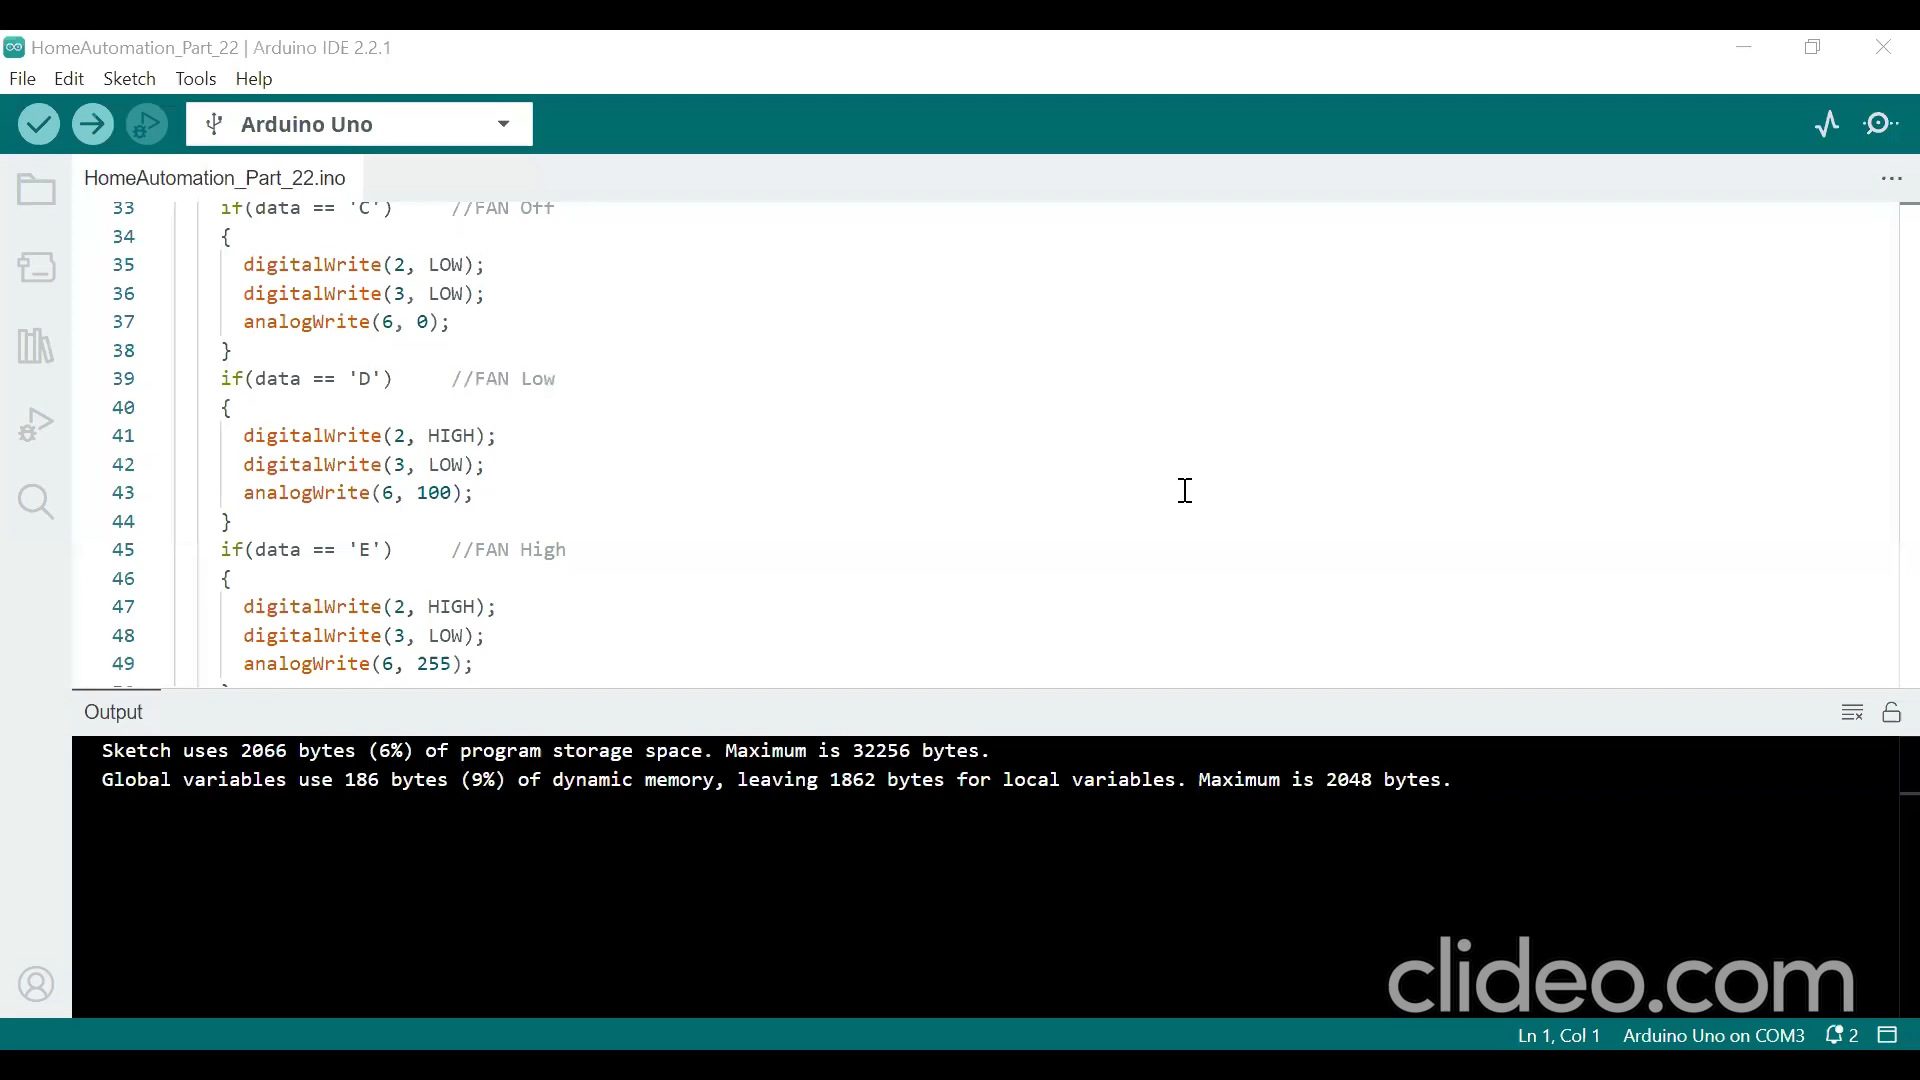 HomeAutomation_Part_22 | Arduino IDE 2.2.1
File Edit Sketch Tools Help
Arduino Uno
HomeAutomation_Part_22.ino
33 if(data == 'C') //FAN Off
34 {
35 digitalWrite(2, LOW);
36 digitalWrite(3, LOW);
37 analogWrite(6, 0);
38 }
39 if(data == 'D') //FAN Low
40 {
41 digitalWrite(2, HIGH);
42 digitalWrite(3, LOW);
43 analogWrite(6, 100);
44 }
45 if(data == 'E') //FAN High
46 {
47 digitalWrite(2, HIGH);
48 digitalWrite(3, LOW);
49 analogWrite(6, 255);
Output
Sketch uses 2066 bytes (6%) of program storage space. Maximum is 32256 bytes.
Global variables use 186 bytes (9%) of dynamic memory, leaving 1862 bytes for local variables. Maximum is 2048 bytes.
clideo.com
Ln 1, Col 1 Arduino Uno on COM3 2